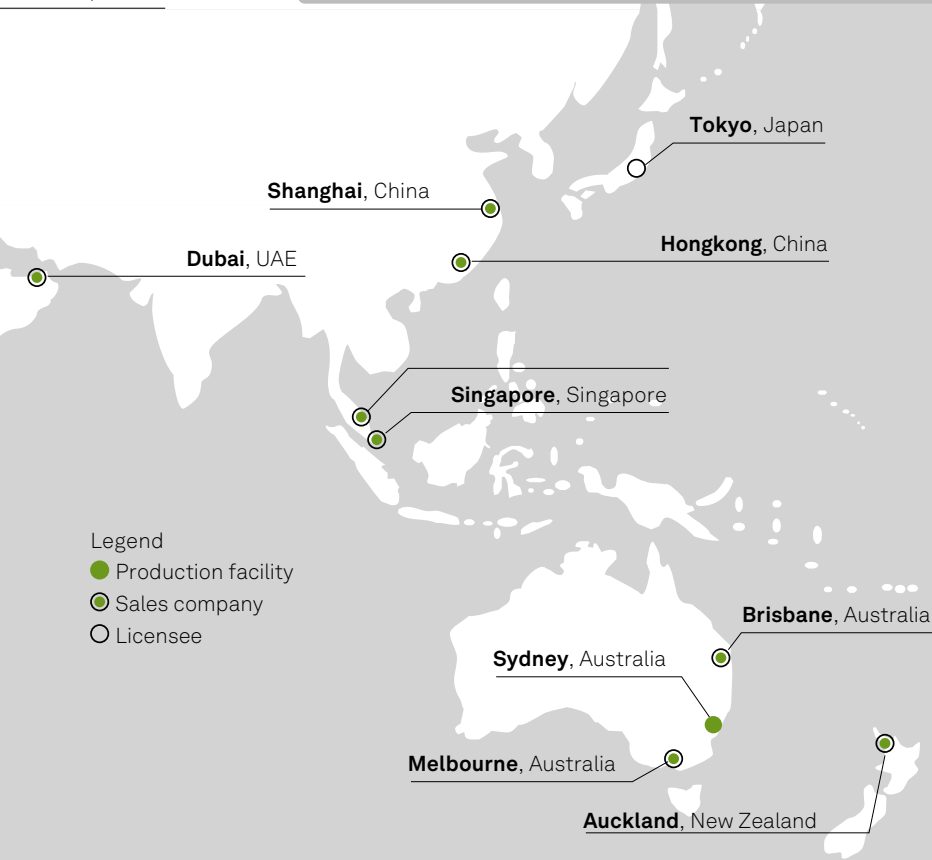 Tokyo, Japan
Shanghai, China
Hongkong, China
Dubai, UAE
Singapore, Singapore
Legend
Production facility
Sales company
Licensee
Brisbane, Australia
Sydney, Australia
Melbourne, Australia
Auckland, New Zealand